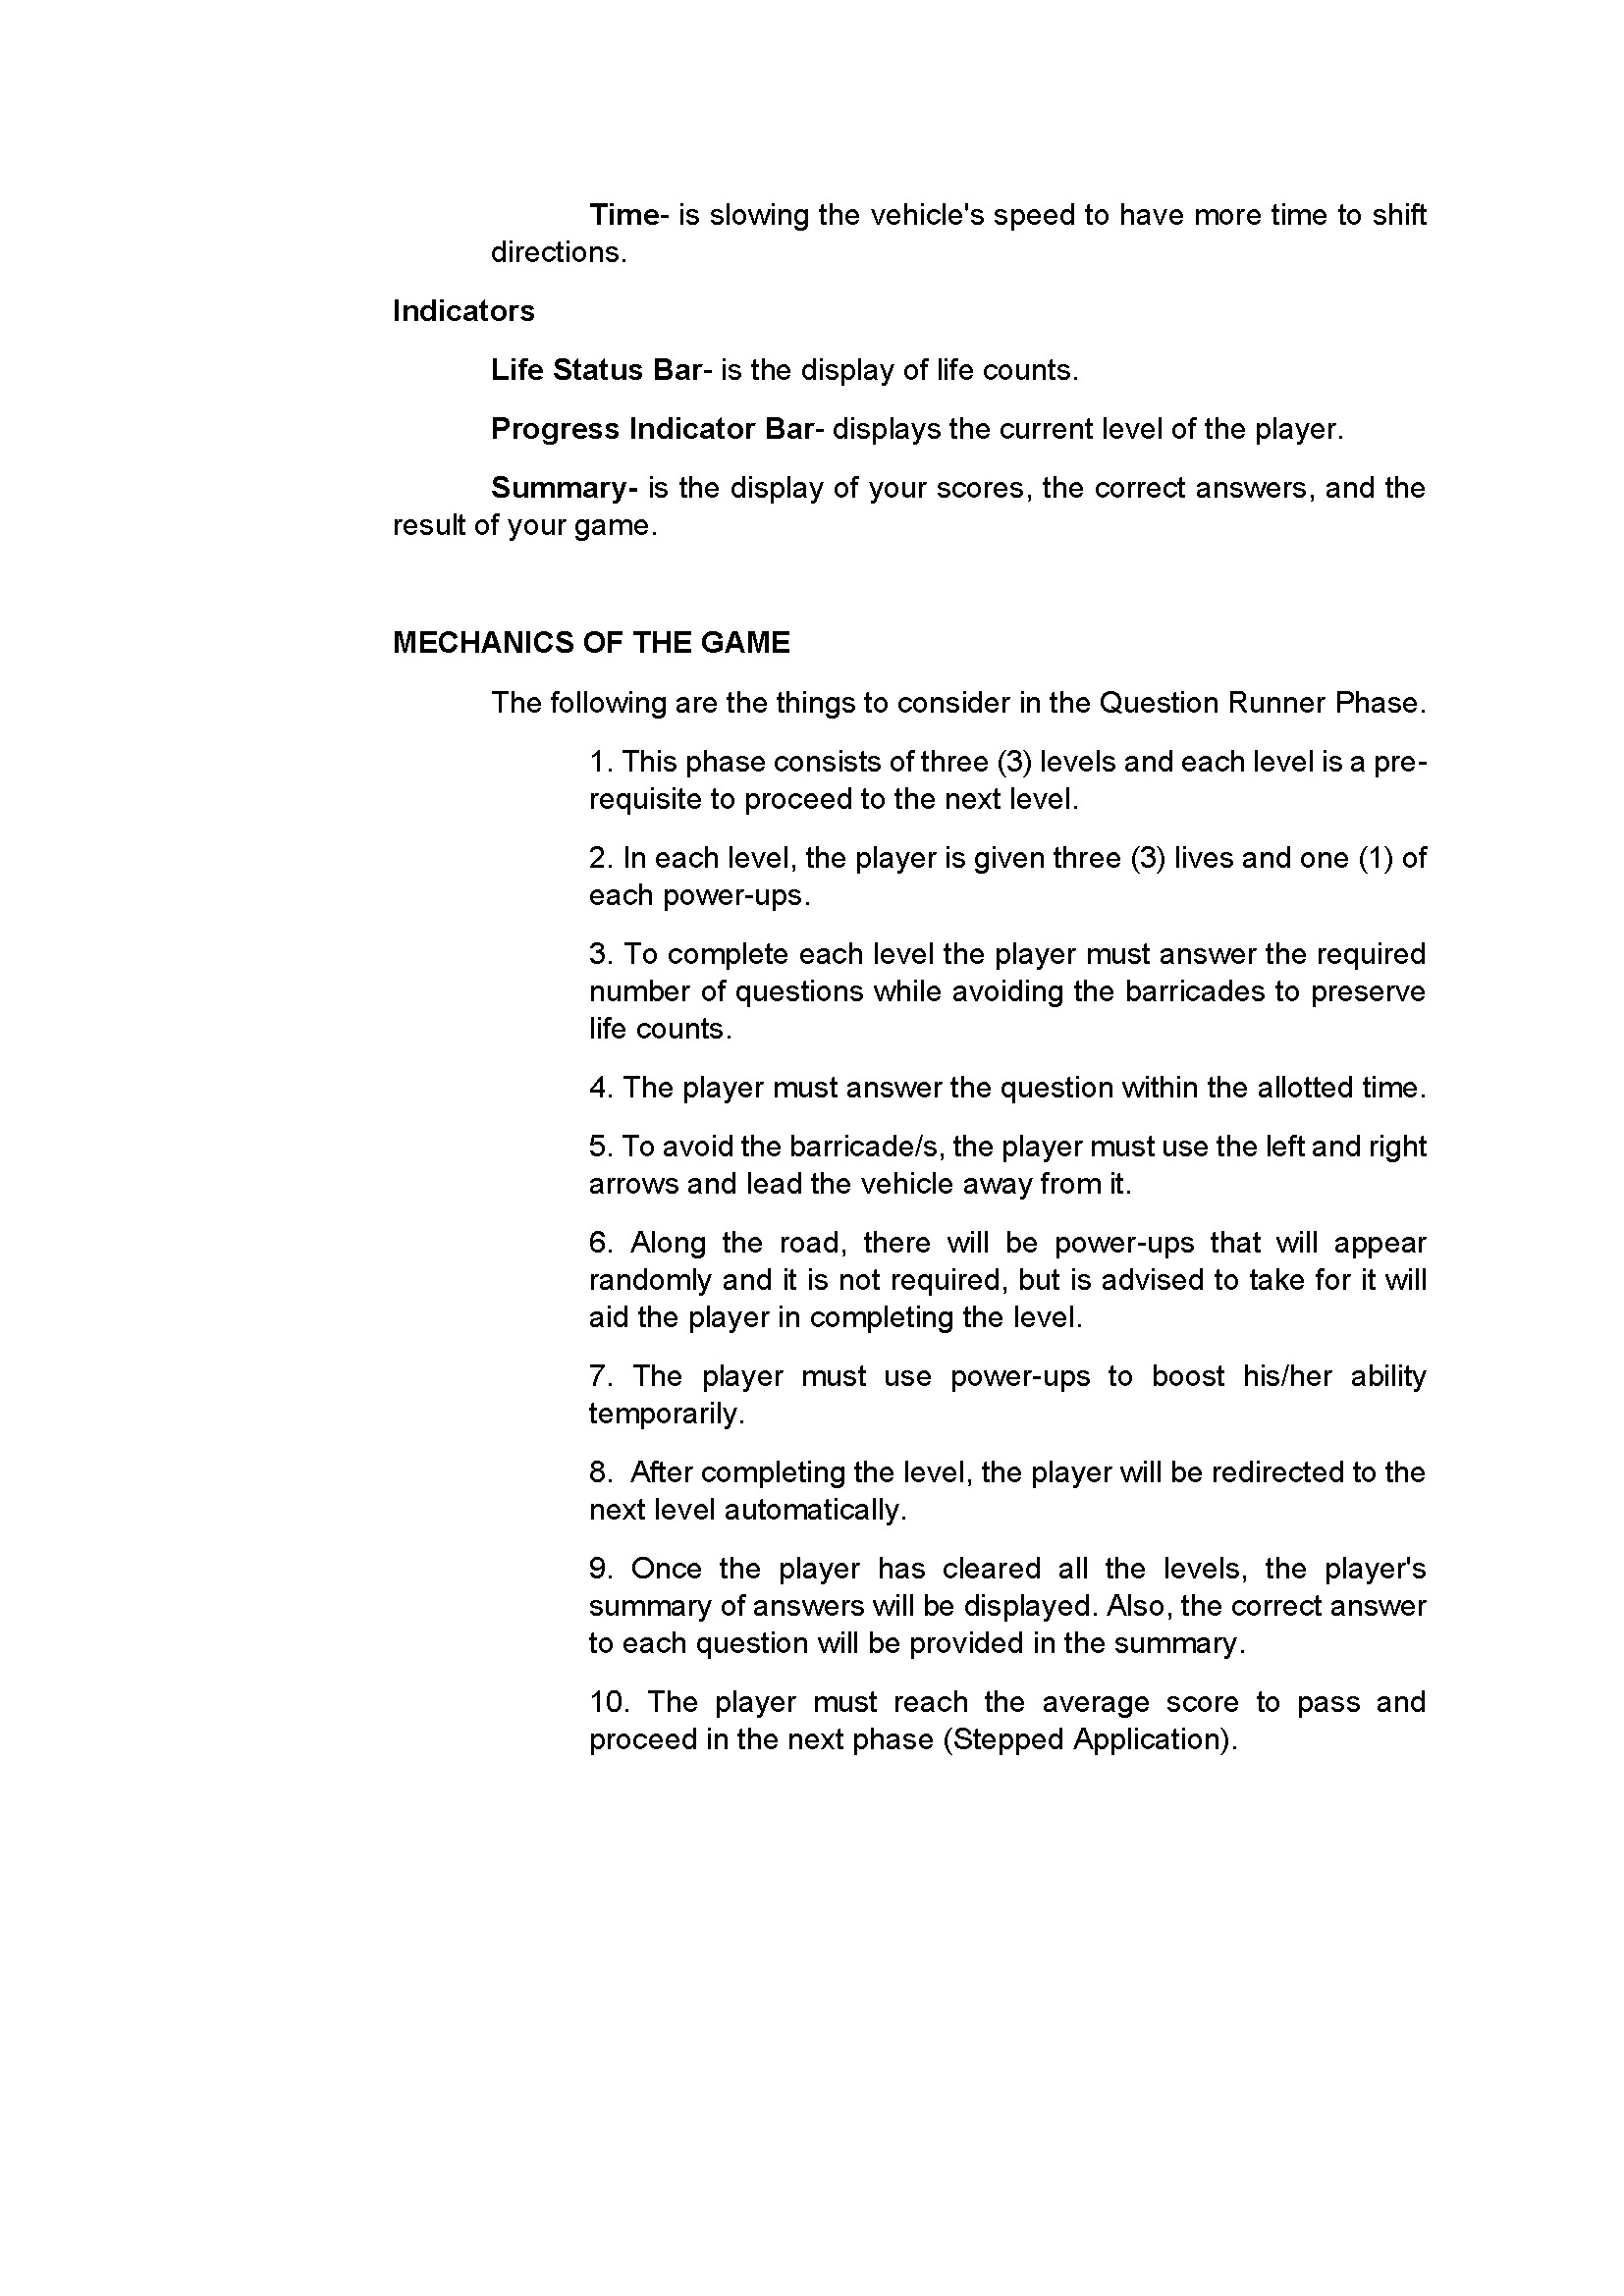 Time- is slowing the vehicle's speed to have more time to shift
directions.
Indicators
Life Status Bar- is the display of life counts.
Progress Indicator Bar- displays the current level of the player.
Summary- is the display of your scores, the correct answers, and the
result of your game.
MECHANICS OF THE GAME
The following are the things to consider in the Question Runner Phase.
1. This phase consists of three (3) levels and each level is a pre-
requisite to proceed to the next level.
2. In each level, the player is given three (3) lives and one (1) of
each power-ups.
3. To complete each level the player must answer the required
number of questions while avoiding the barricades to preserve
life counts.
4. The player must answer the question within the allotted time.
5. To avoid the barricade/s, the player must use the left and right
arrows and lead the vehicle away from it.
6. Along the road, there will be power-ups that will appear
randomly and it is not required, but is advised to take for it will
aid the player in completing the level.
7. The player must use power-ups to boost his/her ability
temporarily.
8.  After completing the level, the player will be redirected to the
next level automatically.
9. Once the player has cleared all the levels, the player's
summary of answers will be displayed. Also, the correct answer
to each question will be provided in the summary.
10. The player must reach the average score to pass and
proceed in the next phase (Stepped Application).